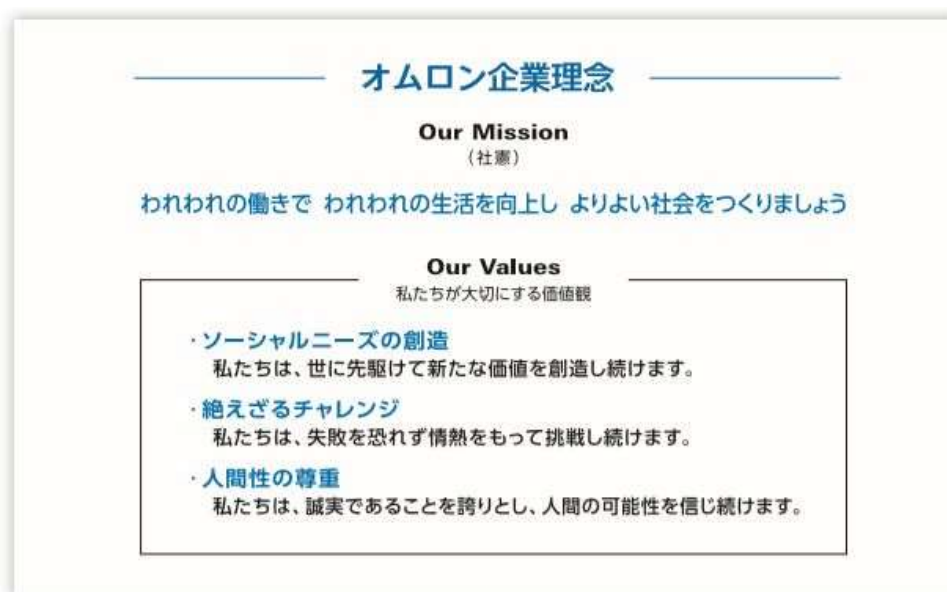 オムロン企業理念
Our Mission
（社憲）
われわれの働きで われわれの生活を向上し よりよい社会をつくりましょう
Our Values
私たちが大切にする価値観
・ソーシャルニーズの創造
私たちは、世に先駆けて新たな価値を創造し続けます。
・絶えざるチャレンジ
私たちは、失敗を恐れず情熱をもって挑戦し続けます。
・人間性の尊重
私たちは、誠実であることを誇りとし、人間の可能性を信じ続けます。